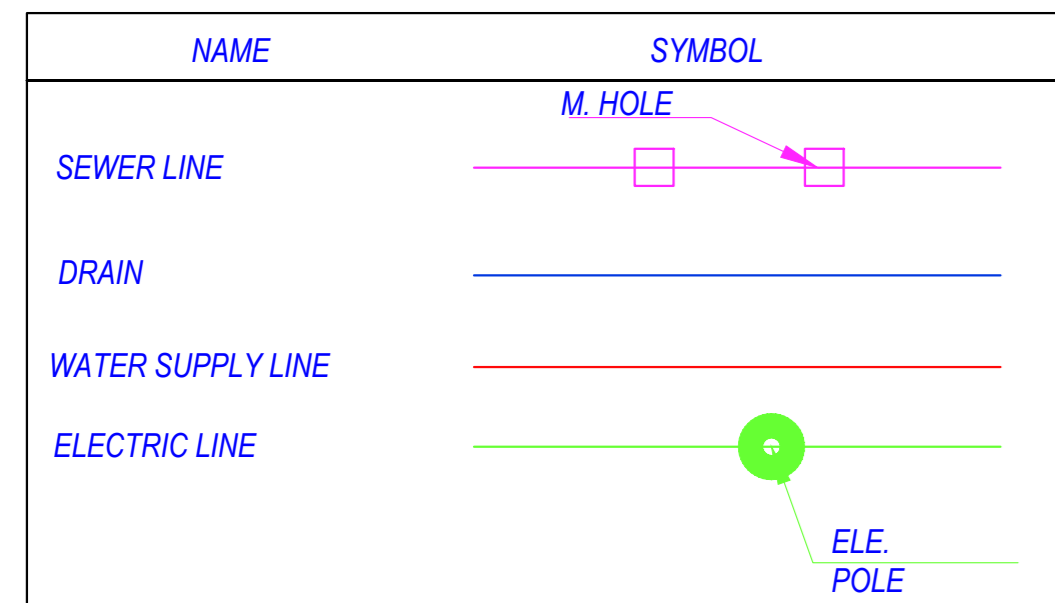 NAME SYMBOL
M. HOLE
SEWER LINE
DRAIN
WATER SUPPLY LINE
ELECTRIC LINE
ELE.
POLE